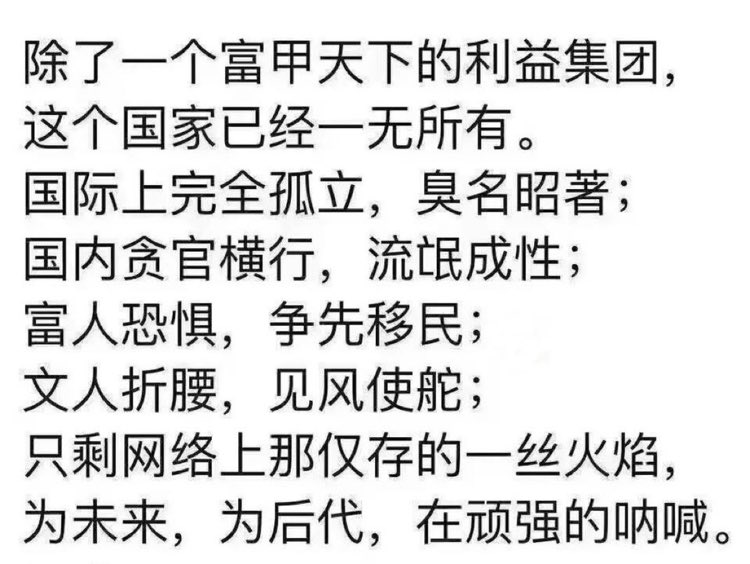 除了一个富甲天下的利益集团，
这个国家已经一无所有。
国际上完全孤立，臭名昭著；
国内贪官横行，流氓成性；
富人恐惧，争先移民；
文人折腰，见风使舵；
只剩网络上那仅存的一丝火焰，
为未来，为后代，在顽强的呐喊。